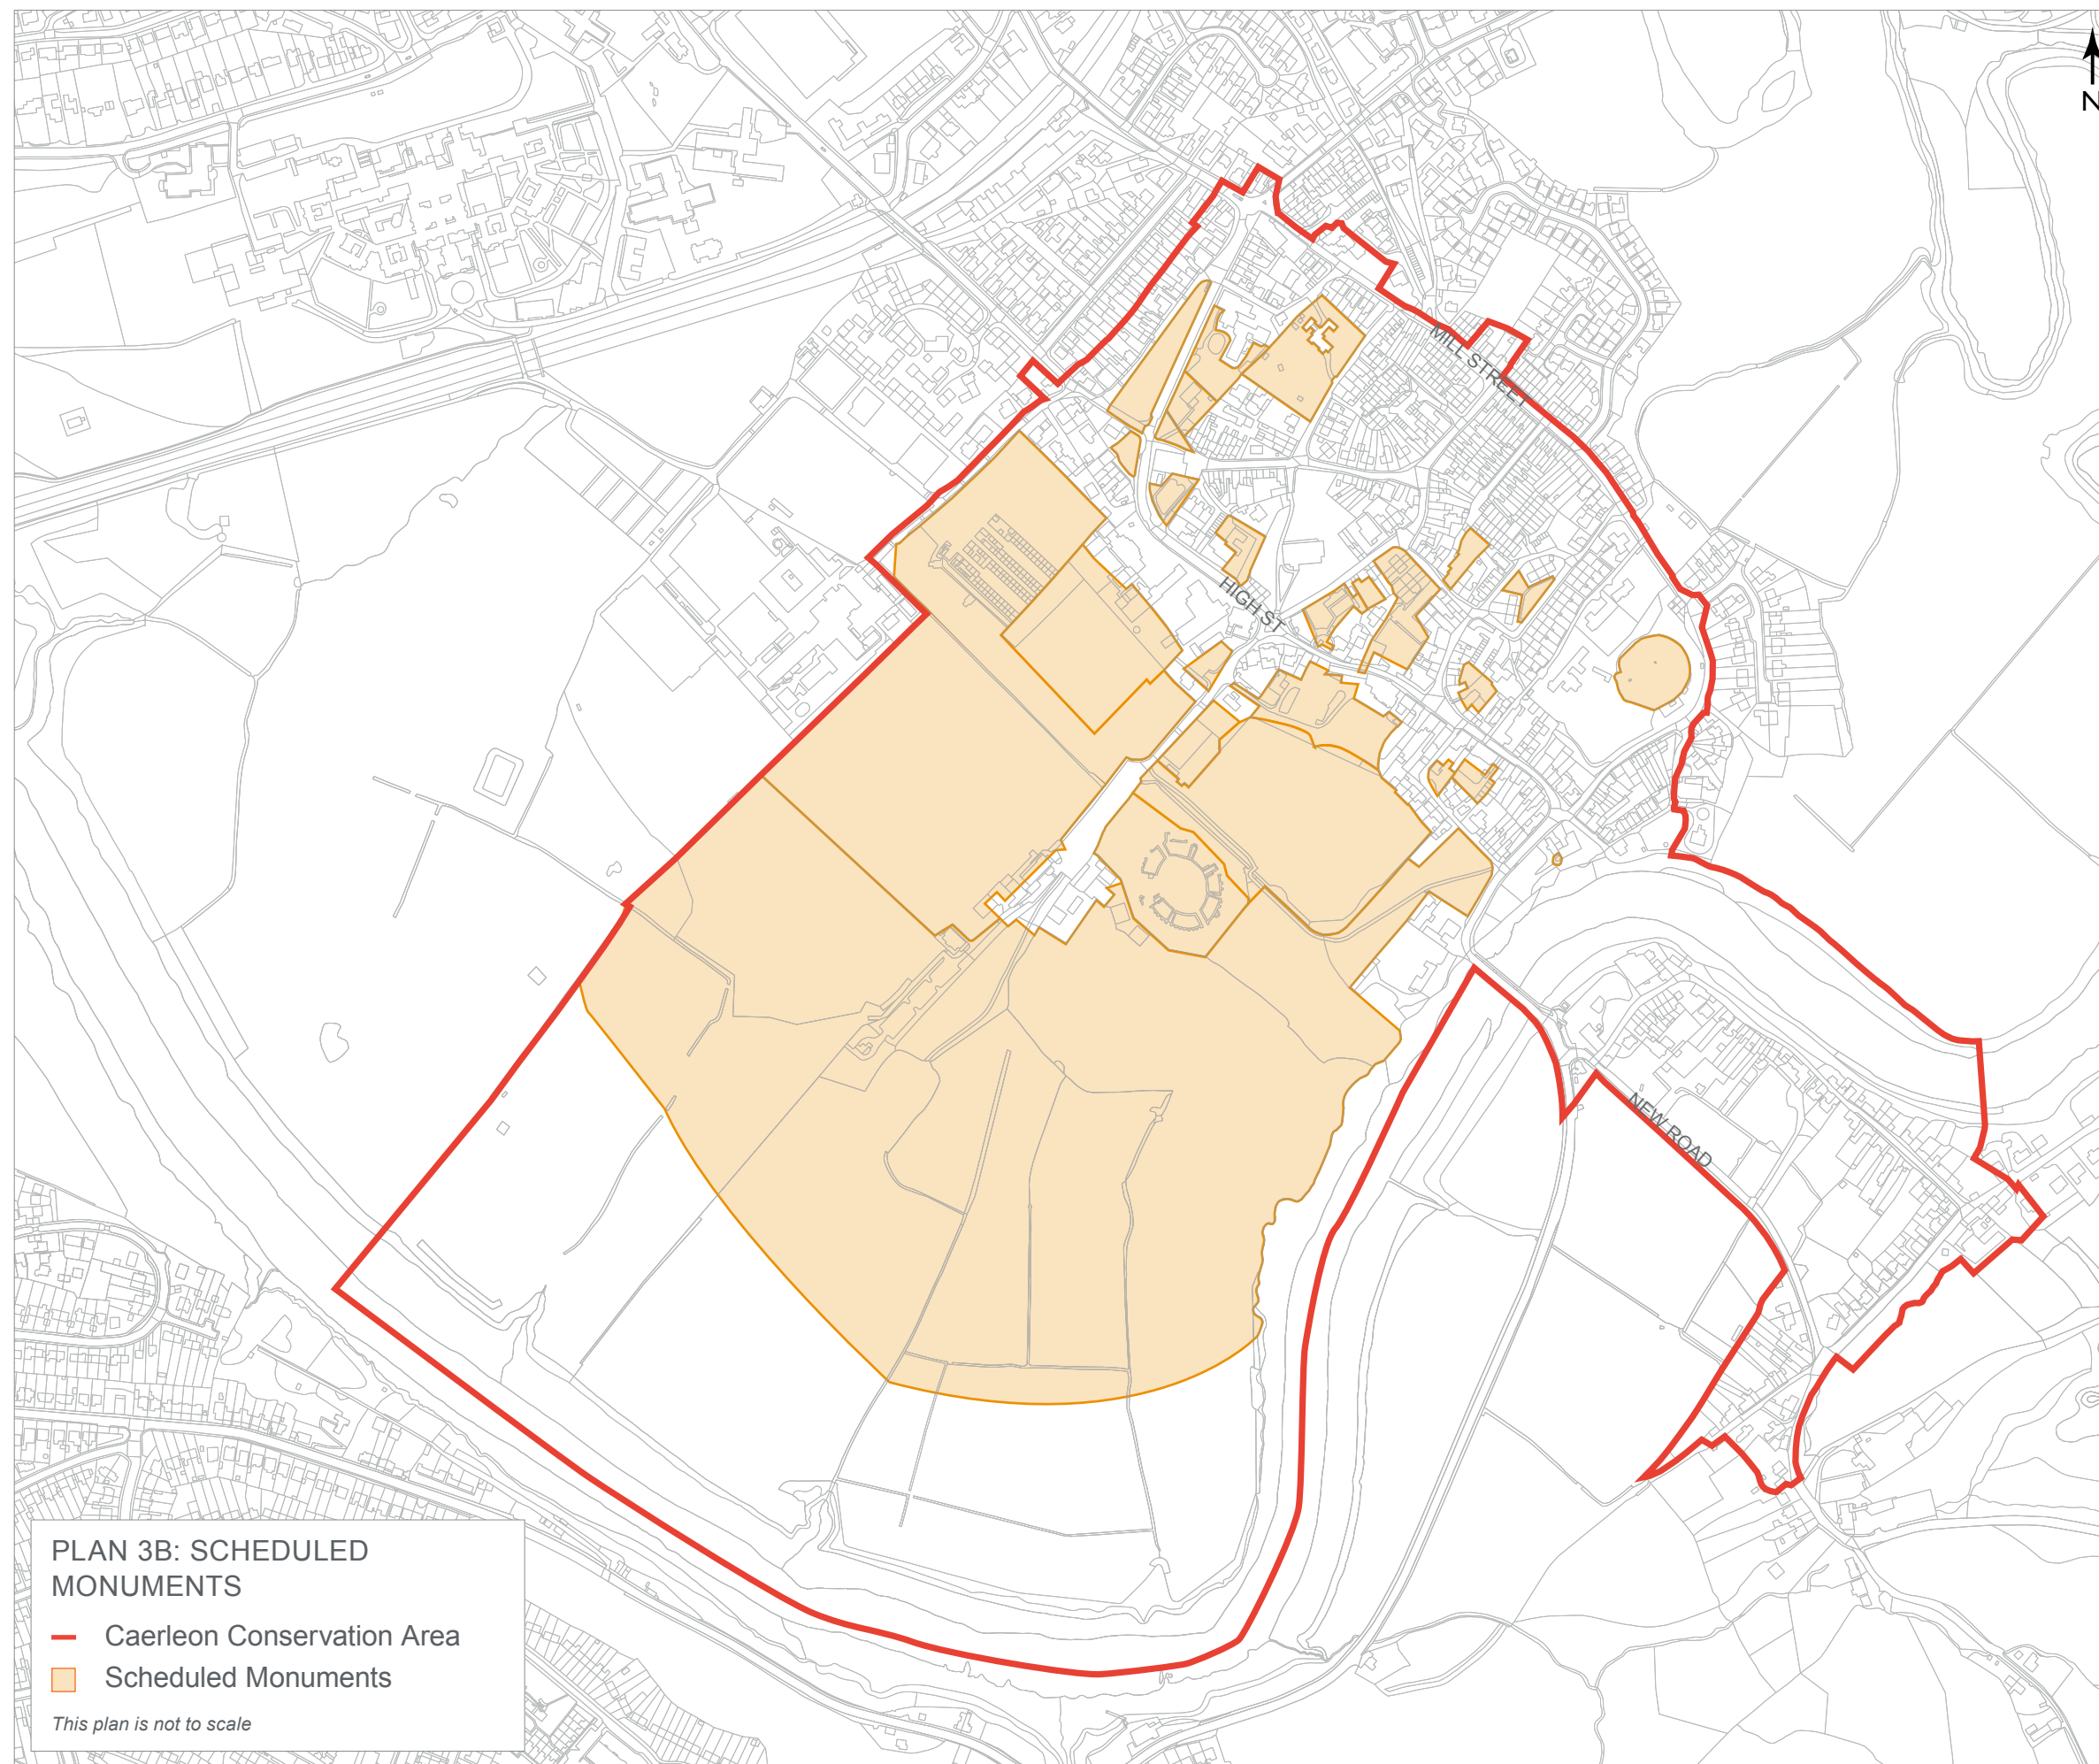 N
MILL STREET
HIGH ST
NEW ROAD
PLAN 3B: SCHEDULED
MONUMENTS
Caerleon Conservation Area
Scheduled Monuments
This plan is not to scale